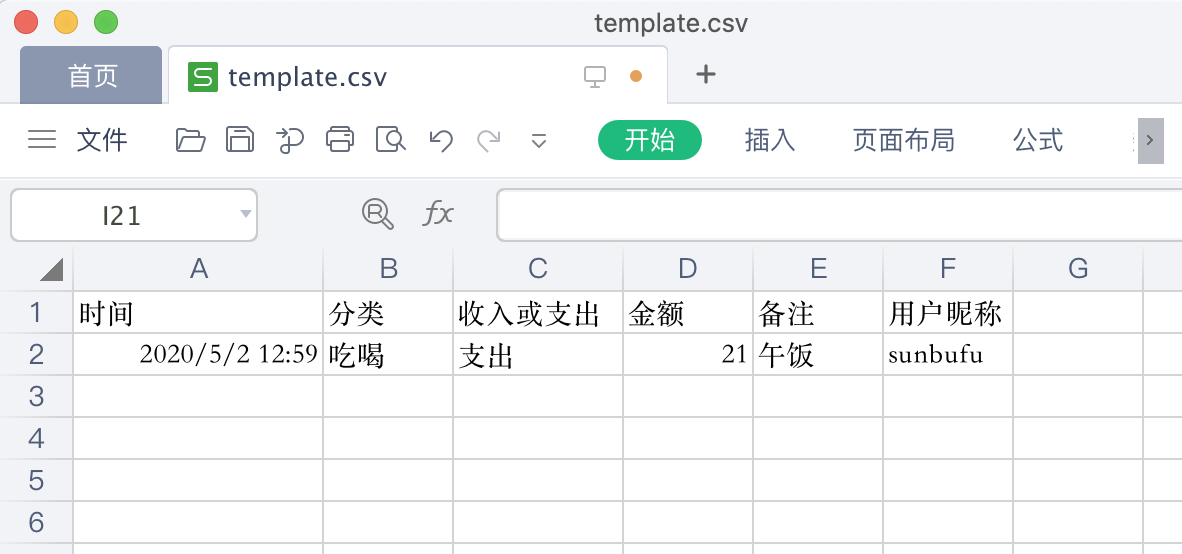 template.csv
首页 template.csv
文件 开始 插入 页面布局 公式
I21 fx
A B C D E F G
1 时间 分类 收入或支出 金额 备注 用户昵称
2 2020/5/2 12:59 吃喝 支出 21 午饭 sunbufu
3
4
5
6